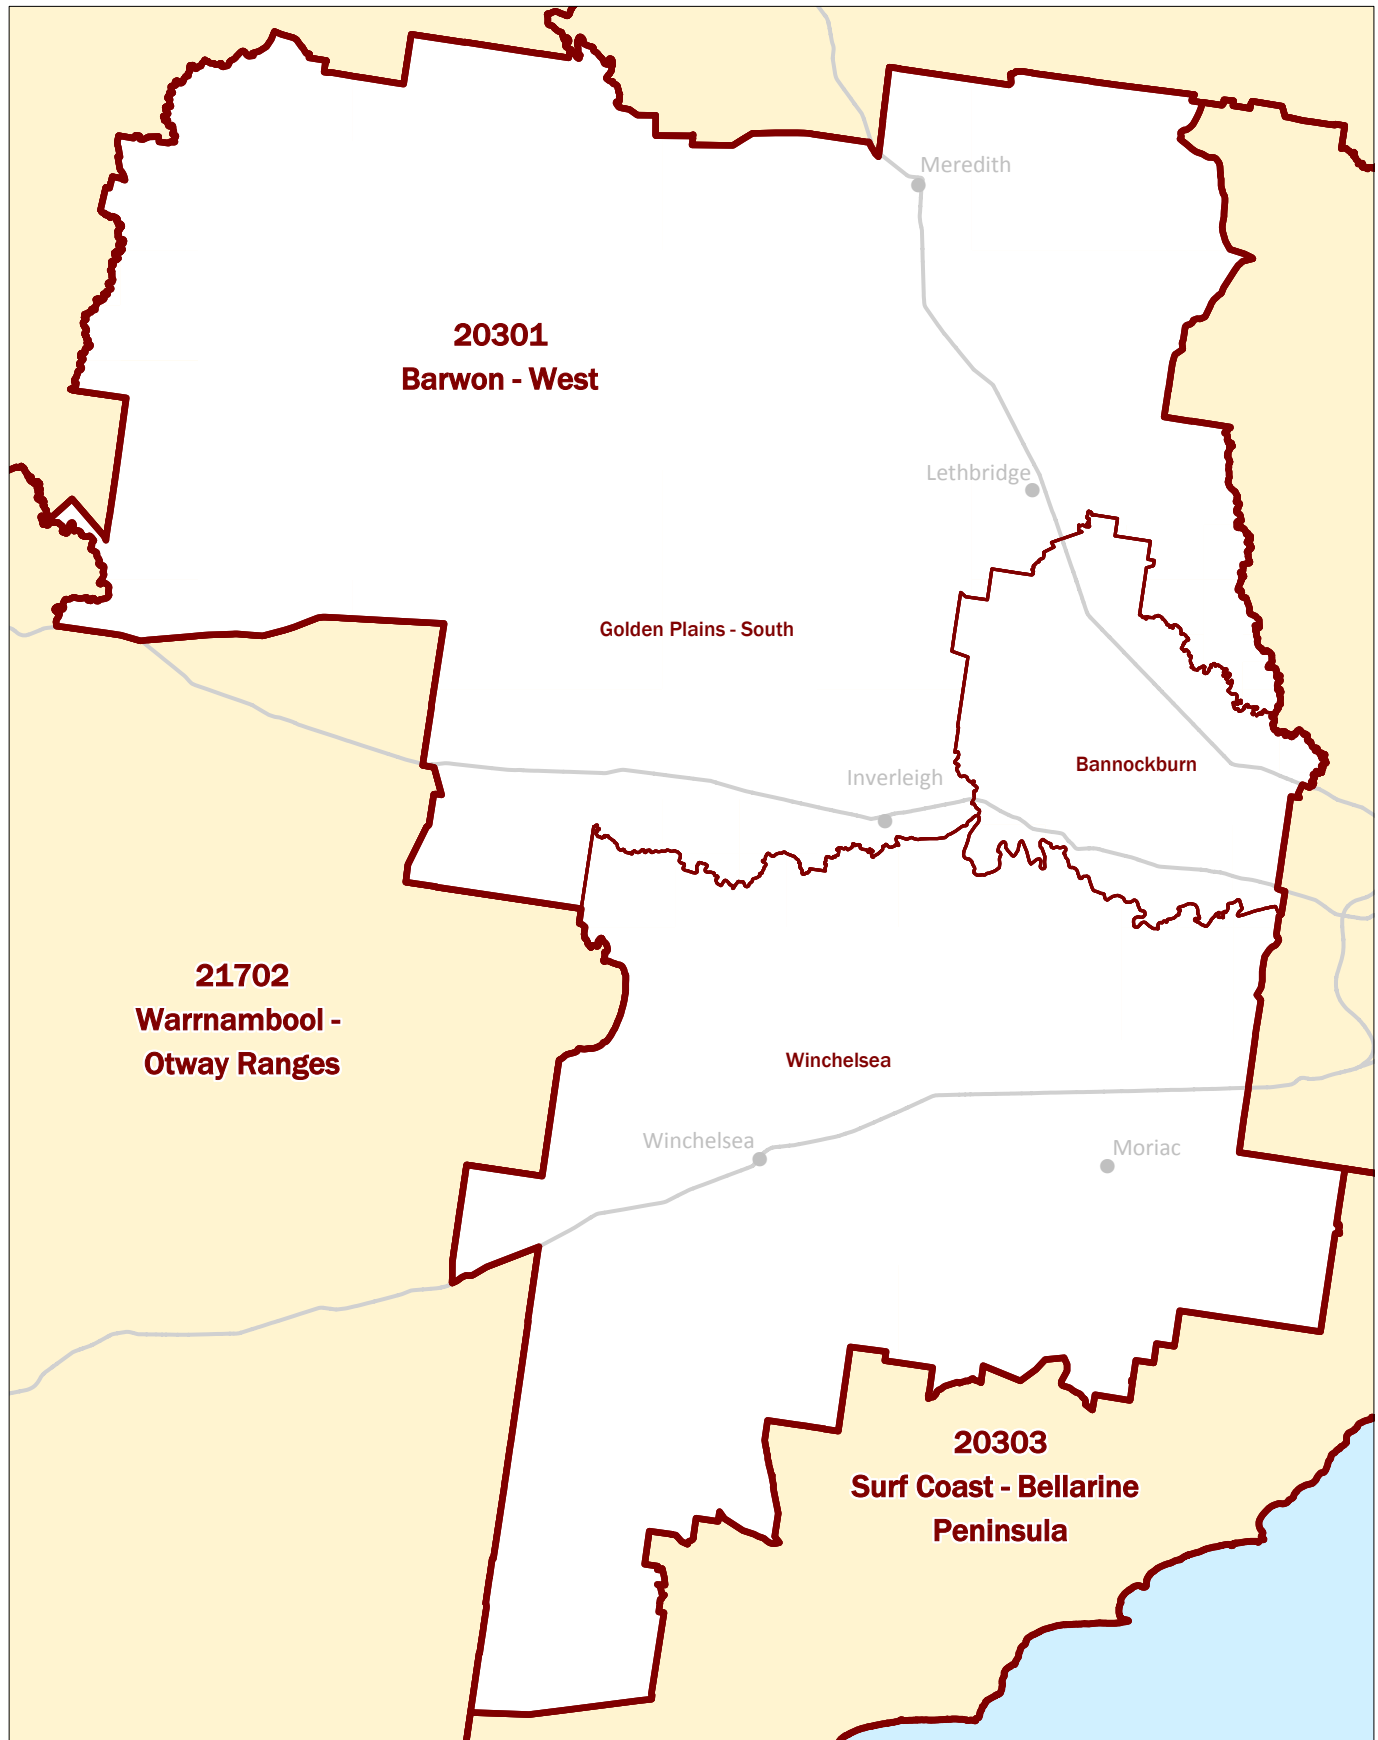 Meredith
20301
Barwon - West
Lethbridge
Golden Plains - South
Bannockburn
Inverleigh
21702
Warrnambool -
Otway Ranges
Winchelsea
Winchelsea
Moriac
20303
Surf Coast - Bellarine
Peninsula